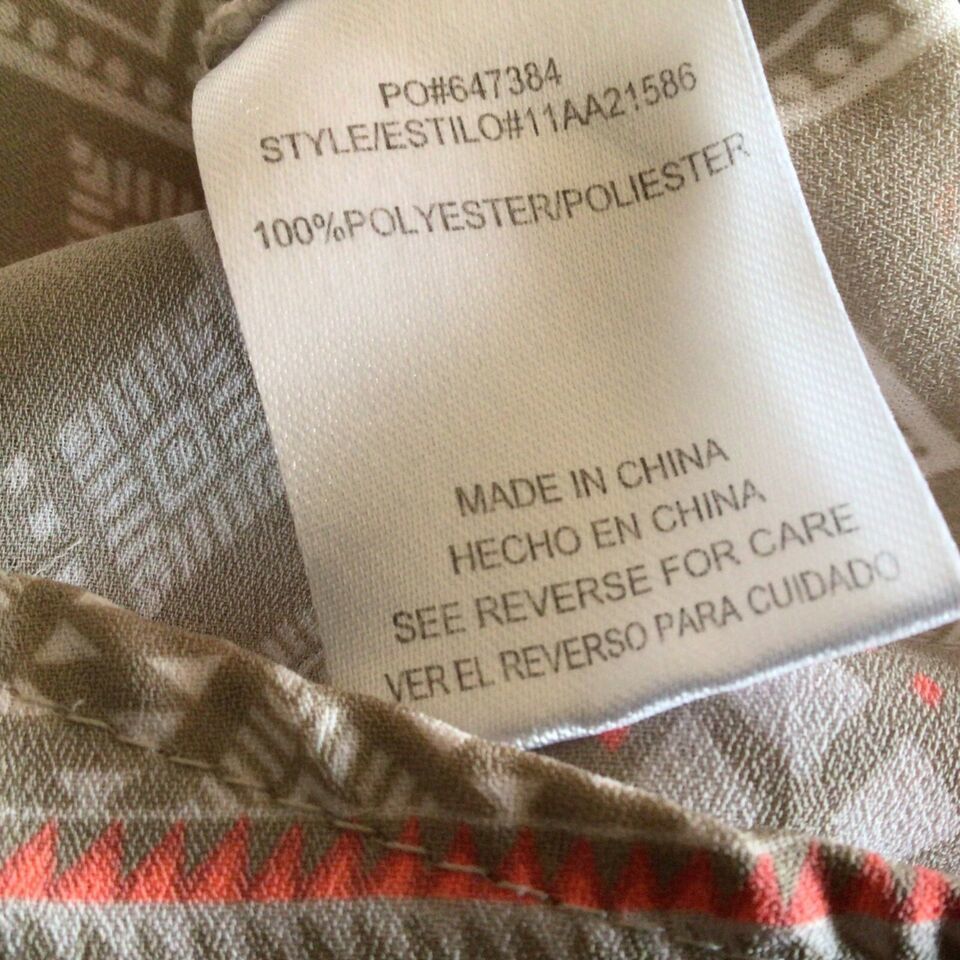 PO#647384
STYLE/ESTILO#11AA21586
100%POLYESTER/POLIESTER
MADE IN CHINA
HECHO EN CHINA
SEE REVERSE FOR CARE
VER EL REVERSO PARA CUIDADO